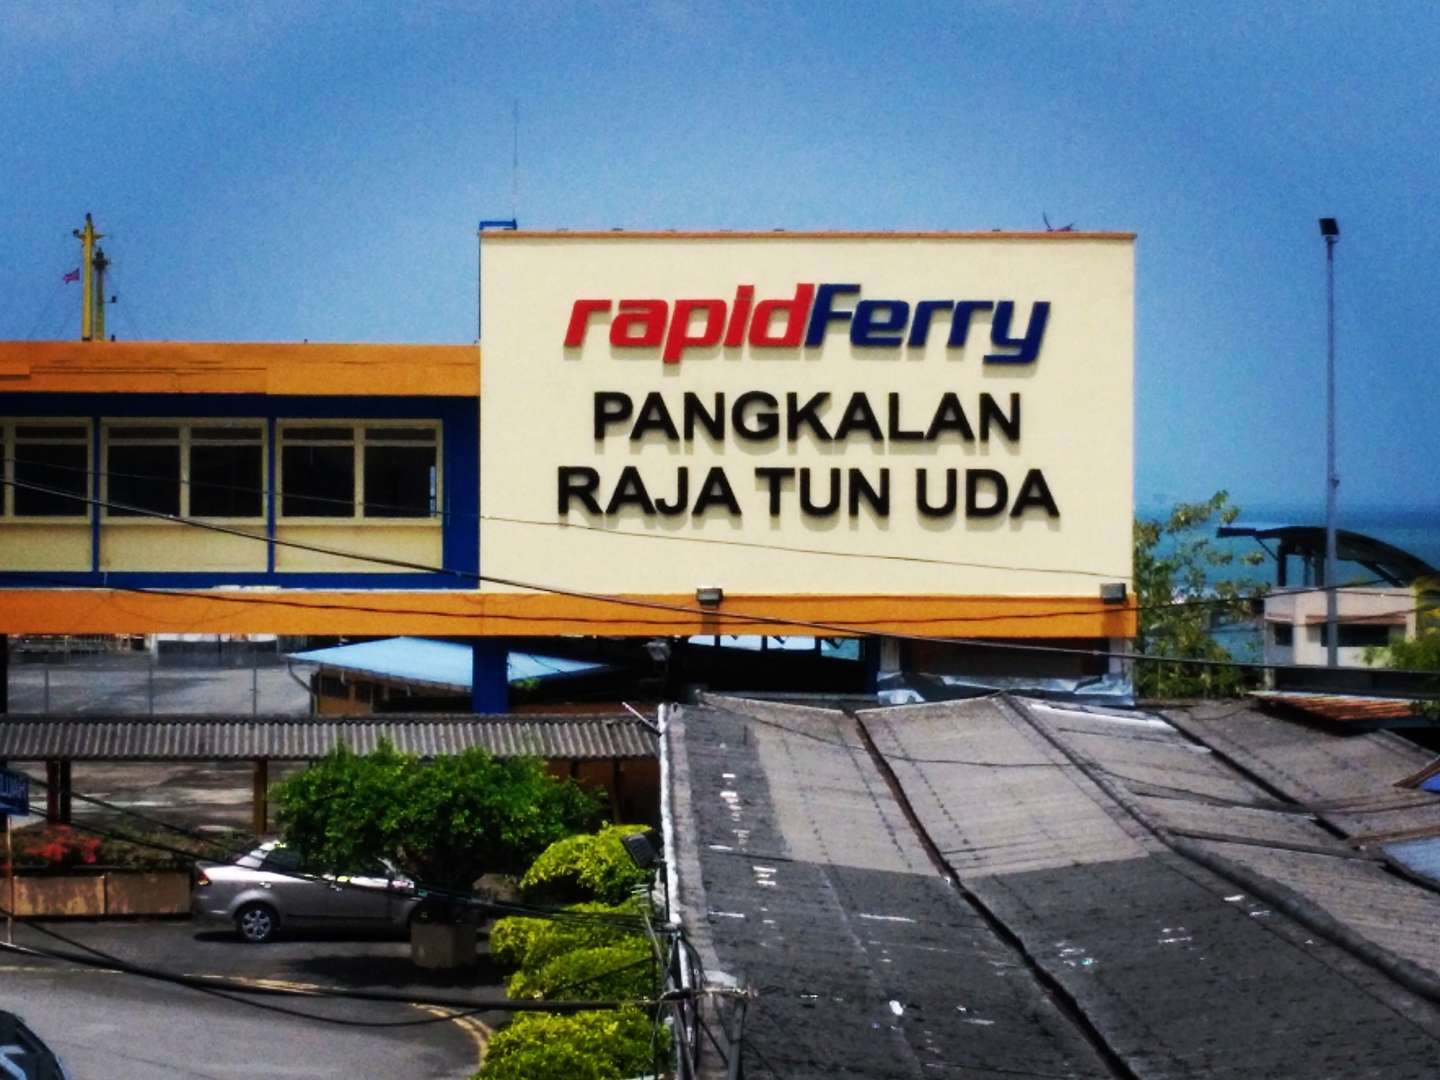 rapidFerry
PANGKALAN
RAJA TUN UDA